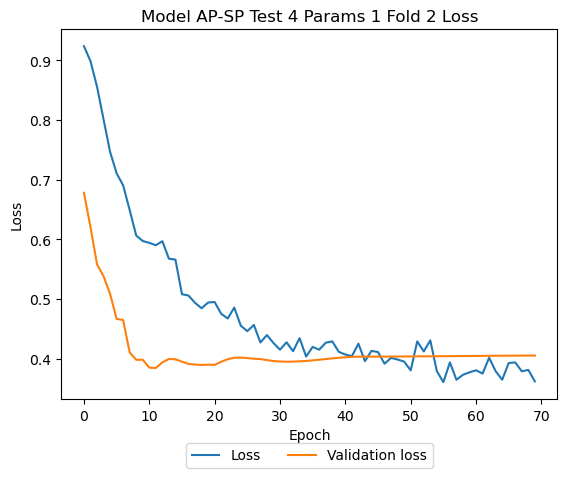 Model AP-SP Test 4 Params 1 Fold 2 Loss
0.9
0.8
0.7
0.6
0.5
0.4
Loss
0 10 20 30 40 50 60 70
Epoch
Loss Validation loss